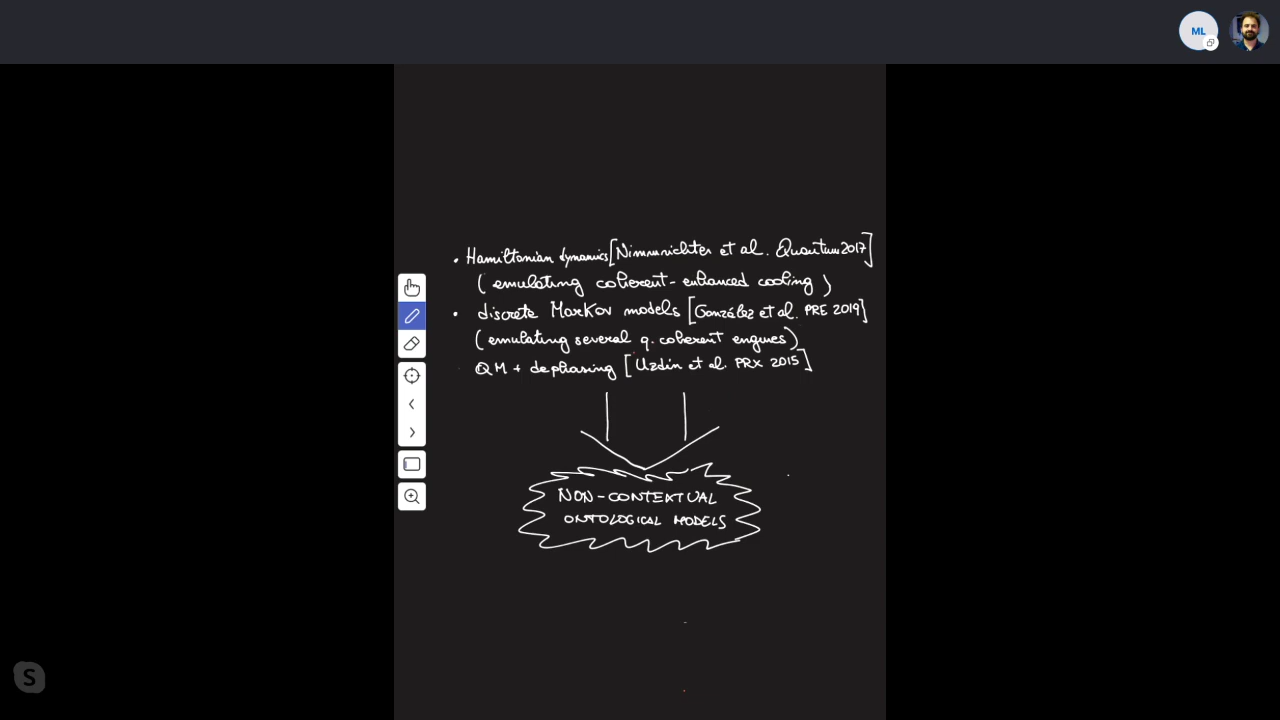 ML
• Hamiltonian dynamics [Nimmrichter et al. Quantum 2017]
(emulating coherent-enhanced cooling)
• discrete Markov models [González et al. PRE 2019]
(emulating several q. coherent engines)
QM + dephasing [Uzdin et al. PRX 2015]
NON-CONTEXTUAL
ONTOLOGICAL MODELS
S